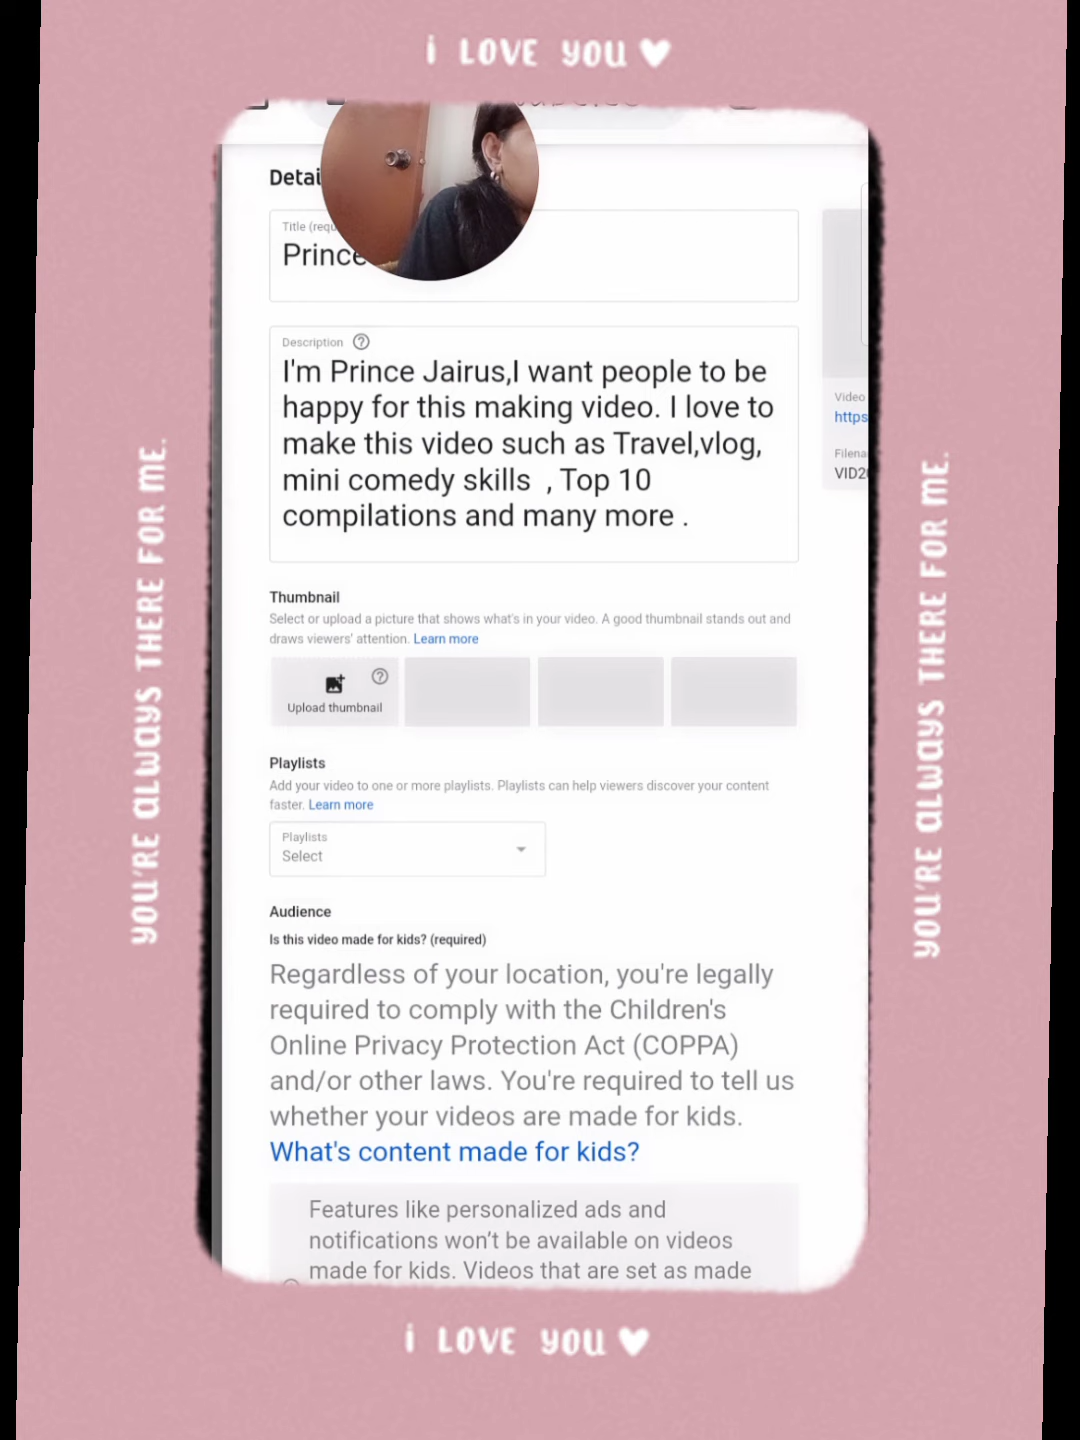 i LOVE YOU
Detai
Title (requ
Prince
Description
I'm Prince Jairus,I want people to be
happy for this making video. I love to
make this video such as Travel,vlog,
mini comedy skills , Top 10
compilations and many more .
Video
https
Filena
VID20
Thumbnail
Select or upload a picture that shows what's in your video. A good thumbnail stands out and
draws viewers' attention. Learn more
Upload thumbnail
Playlists
Add your video to one or more playlists. Playlists can help viewers discover your content
faster. Learn more
Playlists
Select
Audience
Is this video made for kids? (required)
Regardless of your location, you're legally
required to comply with the Children's
Online Privacy Protection Act (COPPA)
and/or other laws. You're required to tell us
whether your videos are made for kids.
What's content made for kids?
Features like personalized ads and
notifications won't be available on videos
made for kids. Videos that are set as made
YOU'RE ALWAYS THERE FOR ME.
YOU'RE ALWAYS THERE FOR ME.
i LOVE YOU